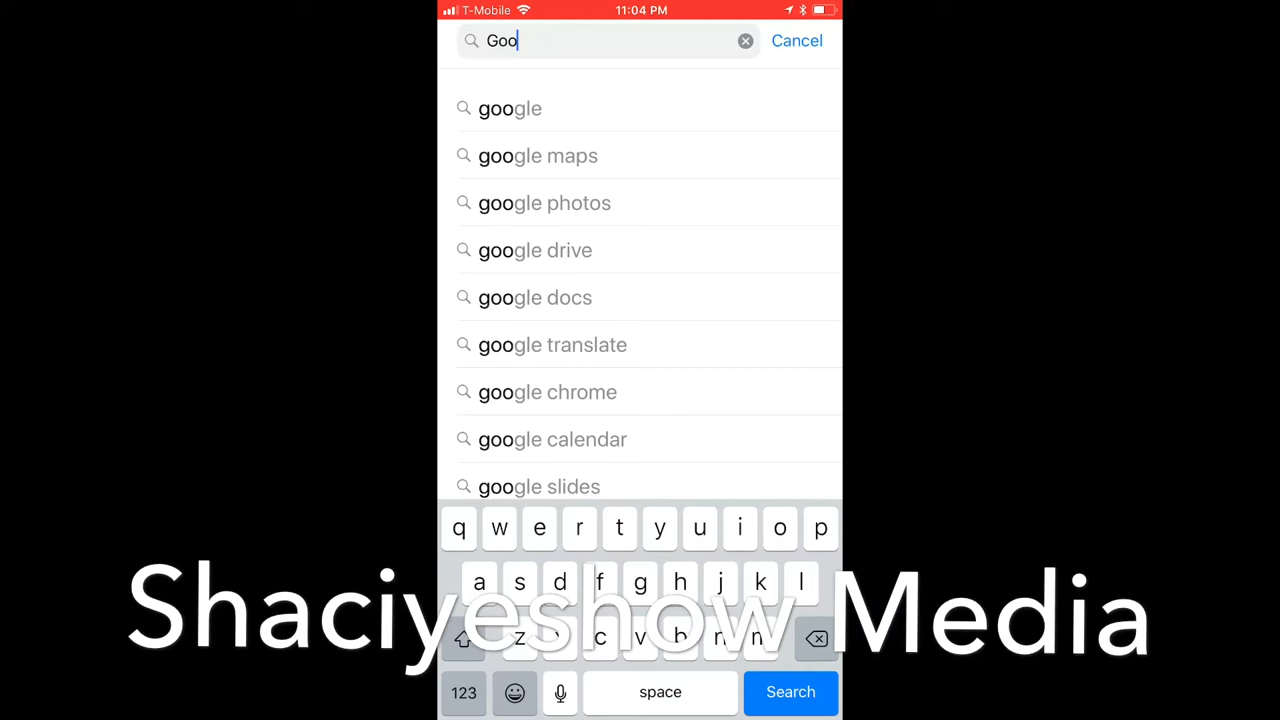 T-Mobile 11:04 PM
Goo Cancel
google
google maps
google photos
google drive
google docs
google translate
google chrome
google calendar
google slides
q w e r t y u i o p
a s d f g h j k l
Shaciyeshow Media
z c v b n m
123 space Search